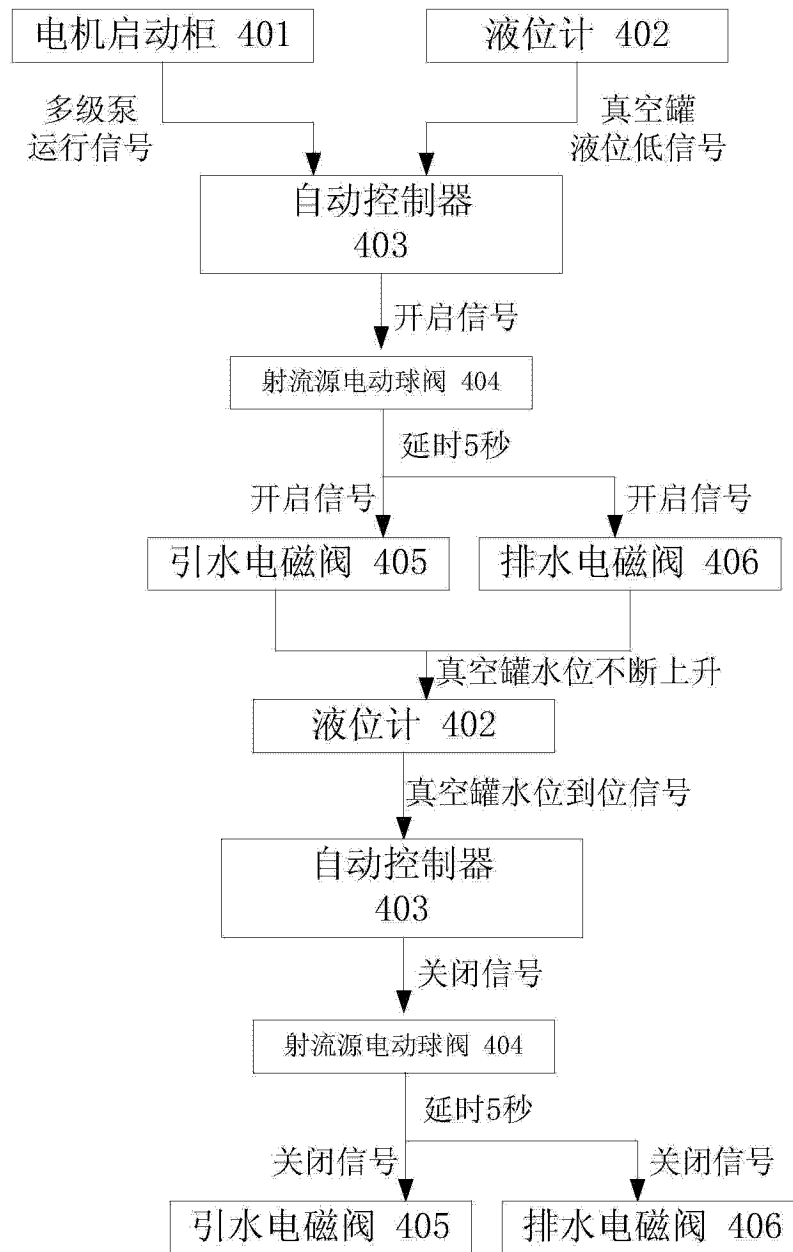 电机启动柜 401
液位计 402
多级泵
运行信号
真空罐
液位低信号
自动控制器
403
开启信号
射流源电动球阀 404
延时5秒
开启信号
开启信号
引水电磁阀 405
排水电磁阀 406
真空罐水位不断上升
液位计 402
真空罐水位到位信号
自动控制器
403
关闭信号
射流源电动球阀 404
延时5秒
关闭信号
关闭信号
引水电磁阀 405
排水电磁阀 406